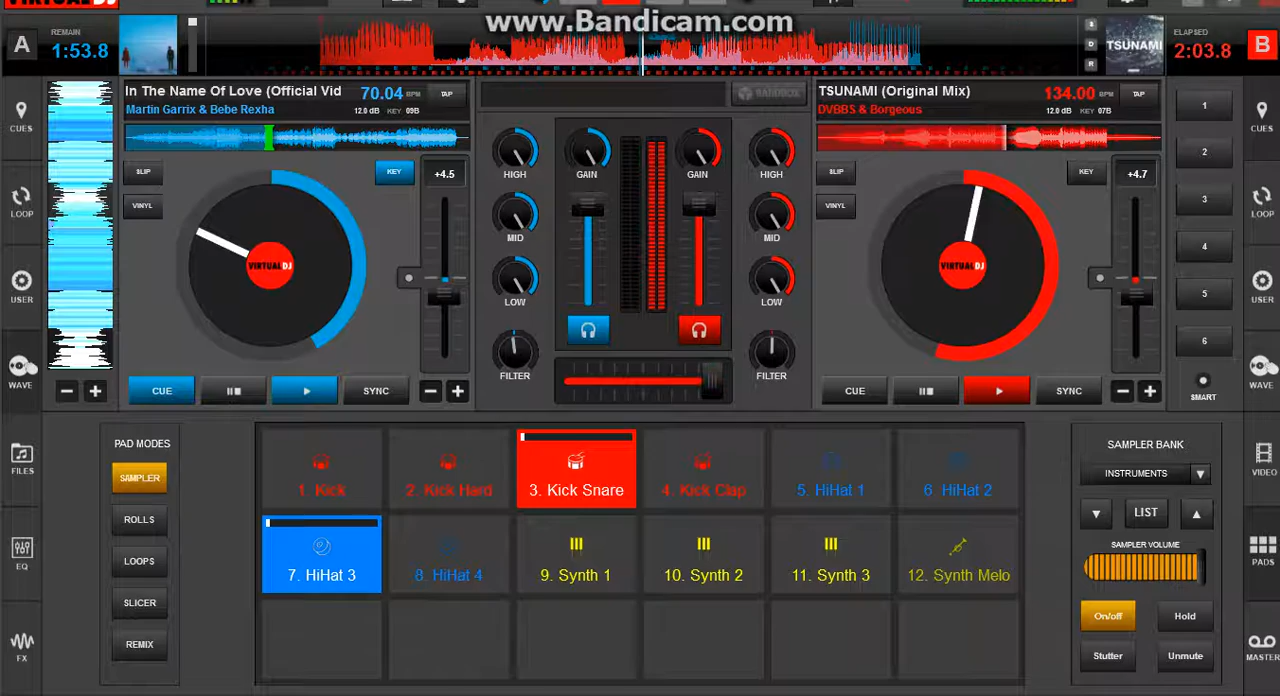 www.Bandicam.com
A
REMAIN
1:53.8
S
D
R
TSUNAMI
ELAPSED
2:03.8
B
In The Name Of Love (Official Vid
70.04 BPM
TAP
Martin Garrix & Bebe Rexha
12.0 dB KEY 05B
SANDBOX
TSUNAMI (Original Mix)
134.00 BPM
TAP
DVBBS & Borgeous
12.0 dB KEY 07B
CUES
LOOP
USER
WAVE
FILES
EQ
FX
SLIP
KEY
+4.5
VINYL
VIRTUAL DJ
CUE
SYNC
HIGH
GAIN
GAIN
HIGH
MID
MID
LOW
LOW
FILTER
FILTER
SLIP
KEY
+4.7
VINYL
VIRTUAL DJ
CUE
SYNC
1
2
3
4
5
6
SMART
CUES
LOOP
USER
WAVE
VIDEO
PADS
MASTER
PAD MODES
SAMPLER
ROLLS
LOOPS
SLICER
REMIX
1. Kick
2. Kick Hard
3. Kick Snare
4. Kick Clap
5. HiHat 1
6. HiHat 2
7. HiHat 3
8. HiHat 4
9. Synth 1
10. Synth 2
11. Synth 3
12. Synth Melo
SAMPLER BANK
INSTRUMENTS
LIST
SAMPLER VOLUME
On/off
Hold
Stutter
Unmute